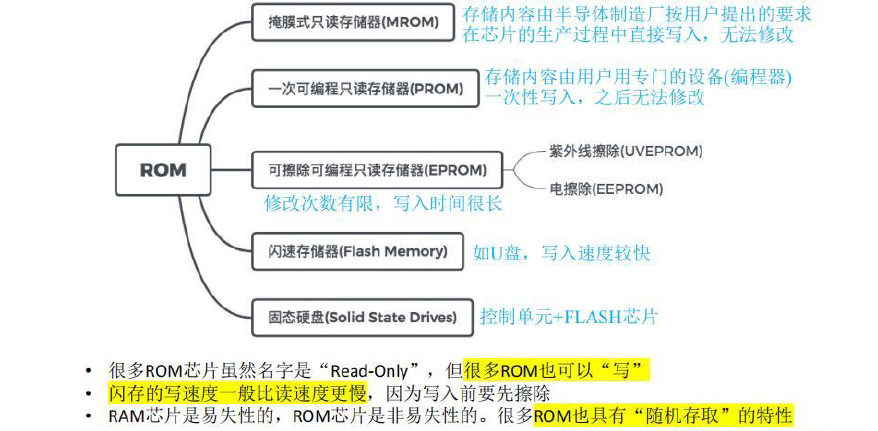 掩膜式只读存储器(MROM)
存储内容由半导体制造厂按用户提出的要求
在芯片的生产过程中直接写入，无法修改
一次可编程只读存储器(PROM)
存储内容由用户用专门的设备(编程器)
一次性写入，之后无法修改
ROM
可擦除可编程只读存储器(EPROM)
紫外线擦除(UVEPROM)
电擦除(EEPROM)
修改次数有限，写入时间很长
闪速存储器(Flash Memory)
如U盘，写入速度较快
固态硬盘(Solid State Drives)
控制单元+FLASH芯片
• 很多ROM芯片虽然名字是“Read-Only”，但很多ROM也可以“写”
• 闪存的写速度一般比读速度更慢，因为写入前要先擦除
• RAM芯片是易失性的，ROM芯片是非易失性的。很多ROM也具有“随机存取”的特性